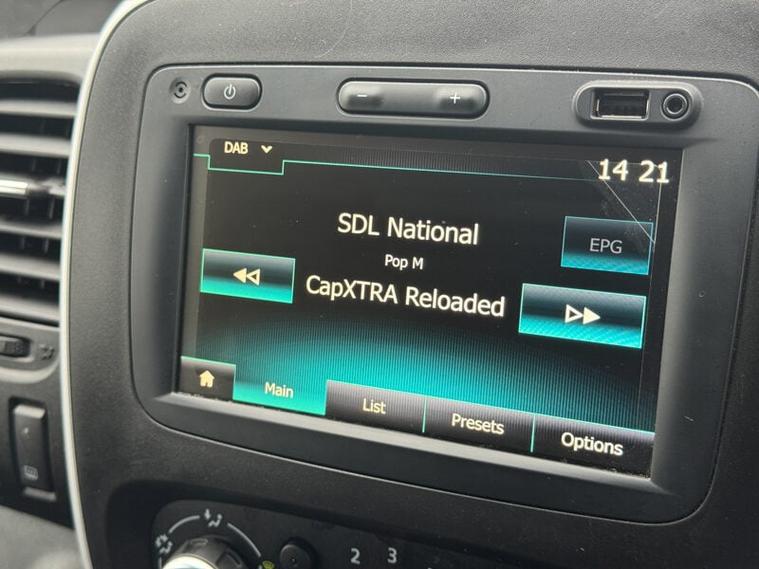 DAB
14 21
SDL National
EPG
Pop M
CapXTRA Reloaded
Main
List
Presets
Options
2 3